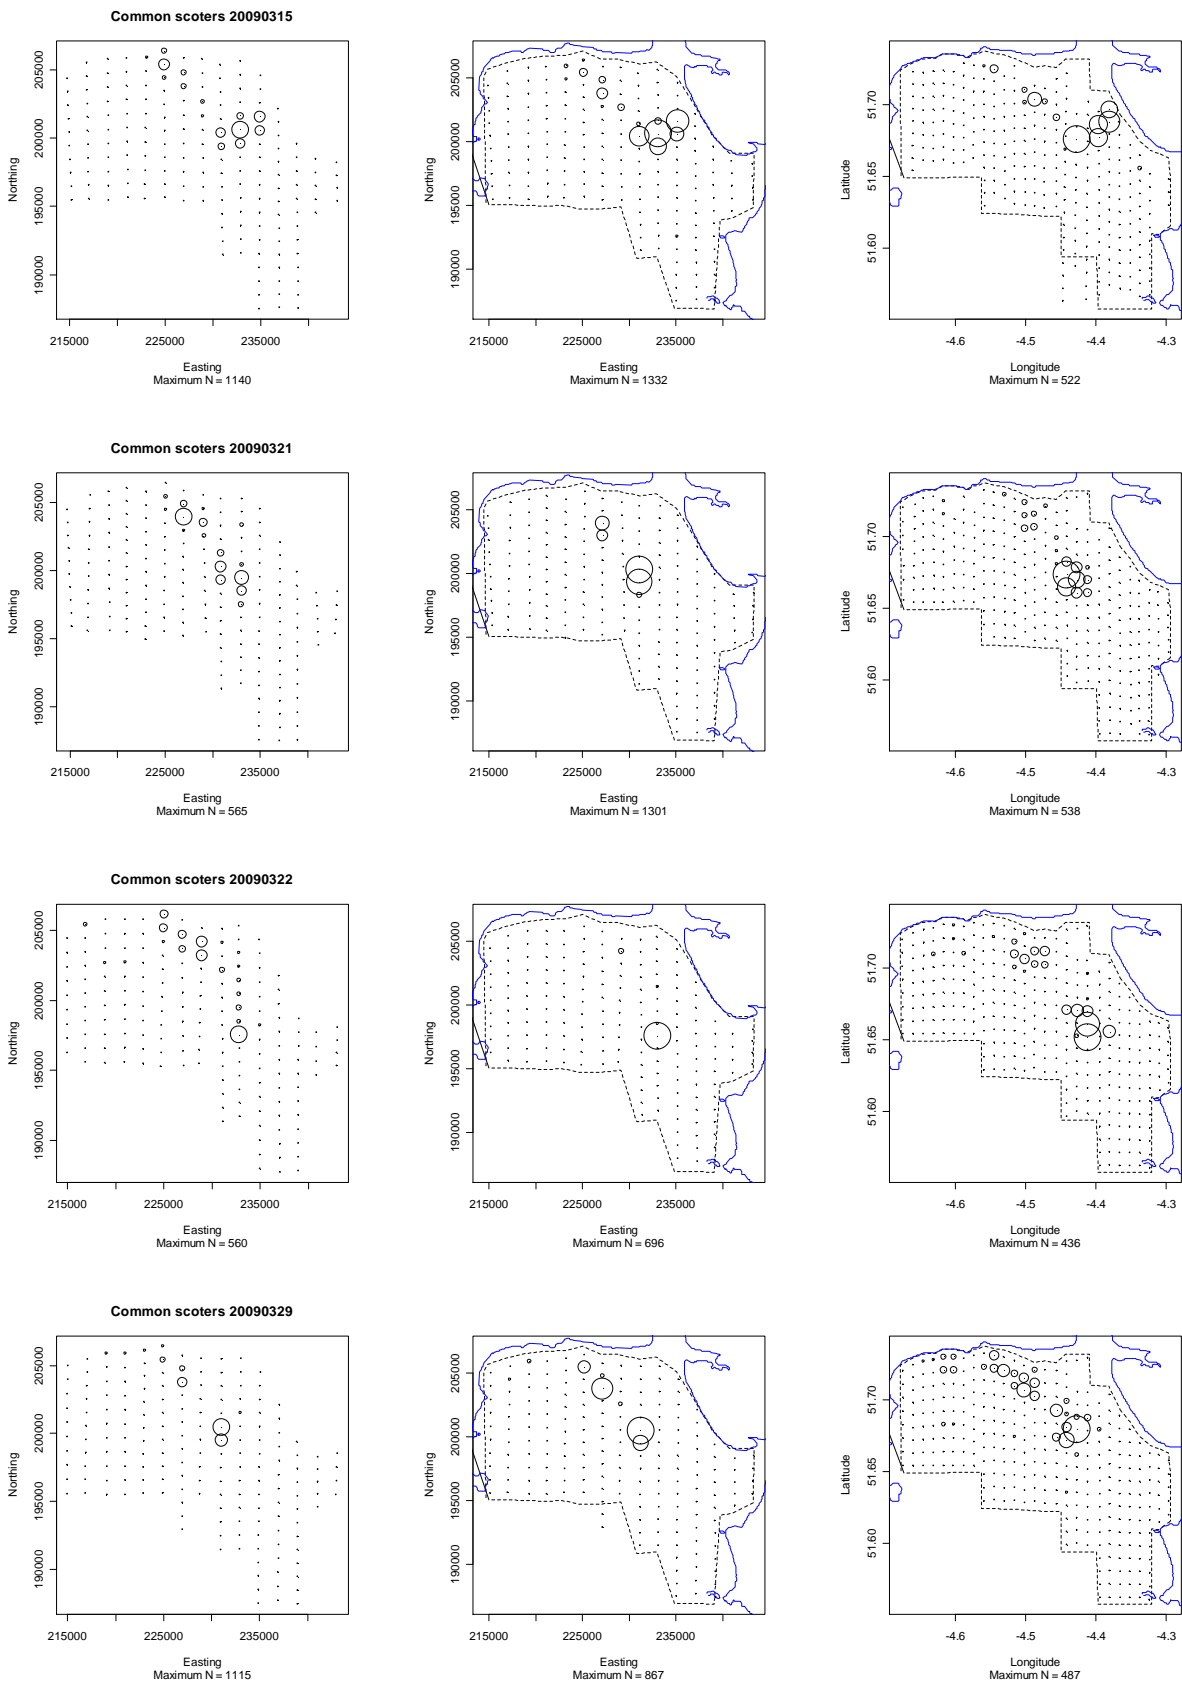 Common scoters 20090315
Northing
205000
200000
195000
190000
215000 225000 235000
Easting
Maximum N = 1140
Northing
205000
200000
195000
190000
215000 225000 235000
Easting
Maximum N = 1332
Latitude
51.70
51.65
51.60
-4.6 -4.5 -4.4 -4.3
Longitude
Maximum N = 522
Common scoters 20090321
Northing
205000
200000
195000
190000
215000 225000 235000
Easting
Maximum N = 565
Northing
205000
200000
195000
190000
215000 225000 235000
Easting
Maximum N = 1301
Latitude
51.70
51.65
51.60
-4.6 -4.5 -4.4 -4.3
Longitude
Maximum N = 538
Common scoters 20090322
Northing
205000
200000
195000
190000
215000 225000 235000
Easting
Maximum N = 560
Northing
205000
200000
195000
190000
215000 225000 235000
Easting
Maximum N = 696
Latitude
51.70
51.65
51.60
-4.6 -4.5 -4.4 -4.3
Longitude
Maximum N = 436
Common scoters 20090329
Northing
205000
200000
195000
190000
215000 225000 235000
Easting
Maximum N = 1115
Northing
205000
200000
195000
190000
215000 225000 235000
Easting
Maximum N = 867
Latitude
51.70
51.65
51.60
-4.6 -4.5 -4.4 -4.3
Longitude
Maximum N = 487